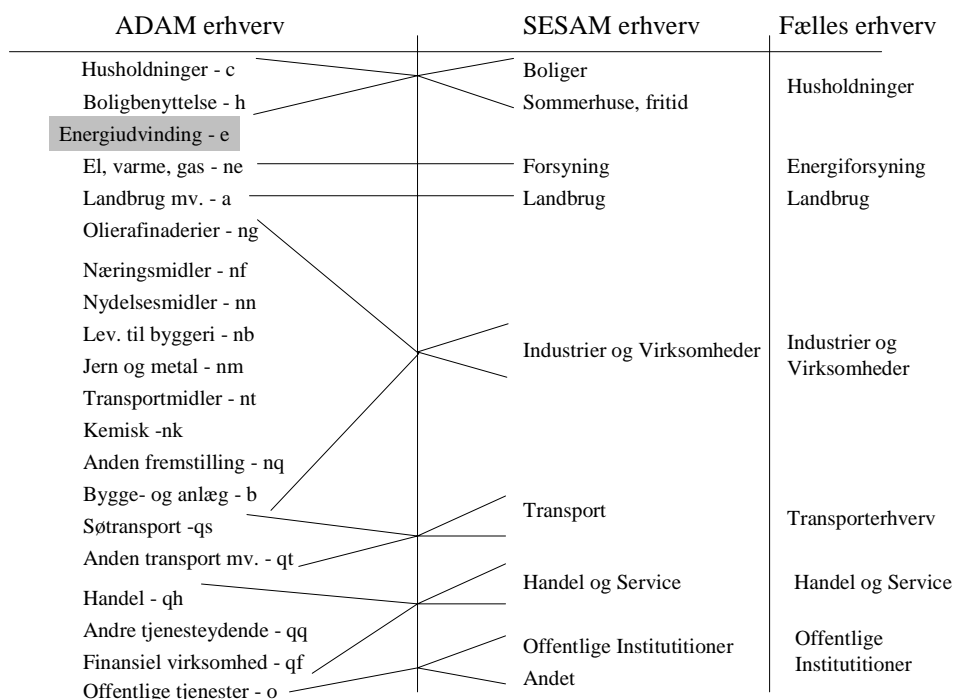 ADAM erhverv SESAM erhverv Fælles erhverv
Husholdninger - c Boliger
Husholdninger
Boligbenyttelse - h Sommerhuse, fritid
Energiudvinding - e
El, varme, gas - ne Forsyning Energiforsyning
Landbrug mv. - a Landbrug Landbrug
Olierafinaderier - ng
Næringsmidler - nf
Nydelsesmidler - nn
Lev. til byggeri - nb
Industrier og Virksomheder Industrier og
Virksomheder
Jern og metal - nm
Transportmidler - nt
Kemisk -nk
Anden fremstilling - nq
Bygge- og anlæg - b
Transport Transporterhverv
Søtransport -qs
Anden transport mv. - qt
Handel og Service Handel og Service
Handel - qh
Andre tjenesteydende - qq
Offentlige Institutitioner Offentlige
Institutitioner
Finansiel virksomhed - qf
Andet
Offentlige tjenester - o